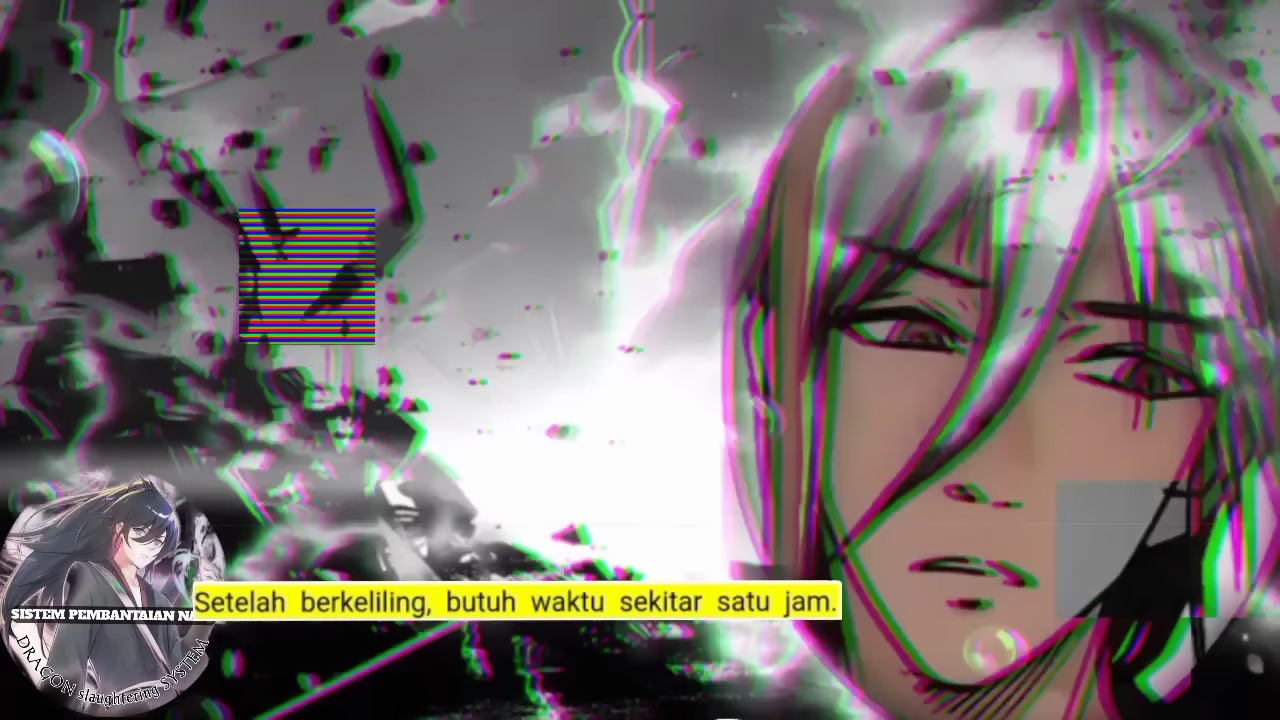 Setelah berkeliling, butuh waktu sekitar satu jam.
SISTEM PEMBANTAIAN NA
DRAGON slaughtering SYSTEM